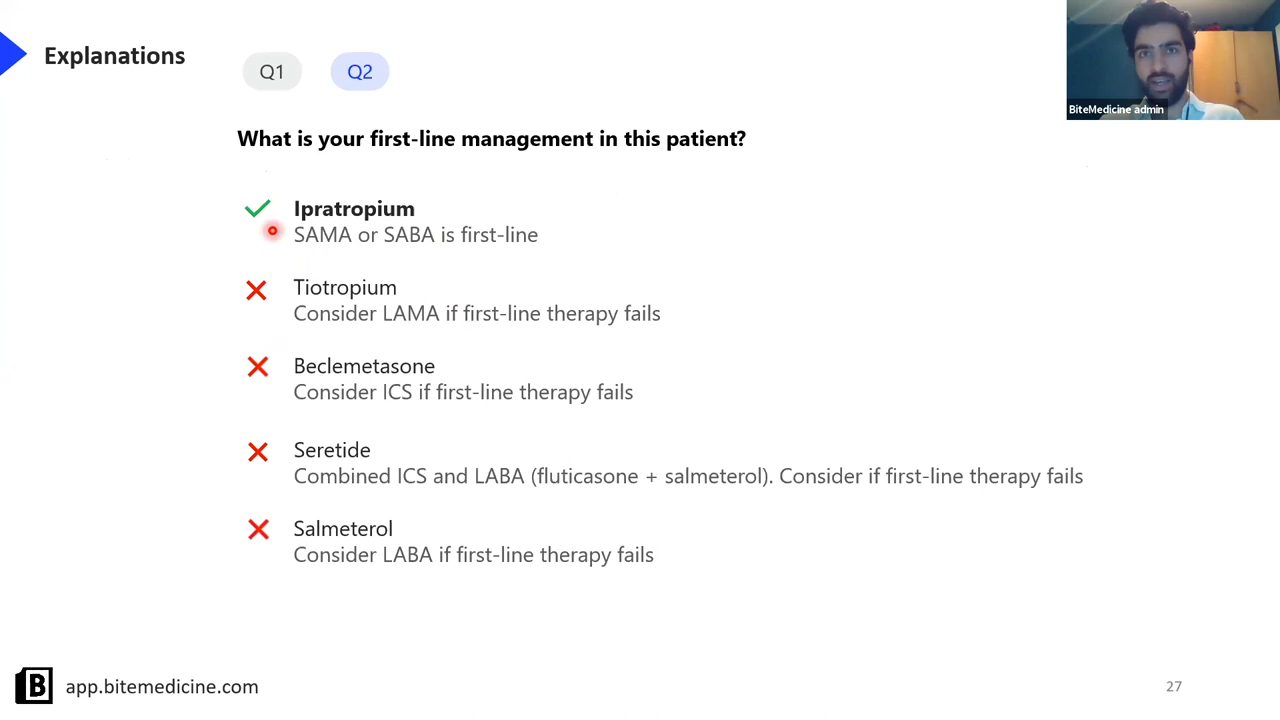 Explanations
Q1
Q2
BiteMedicine admin
What is your first-line management in this patient?
Ipratropium
SAMA or SABA is first-line
Tiotropium
Consider LAMA if first-line therapy fails
Beclemetasone
Consider ICS if first-line therapy fails
Seretide
Combined ICS and LABA (fluticasone + salmeterol). Consider if first-line therapy fails
Salmeterol
Consider LABA if first-line therapy fails
B
app.bitemedicine.com
27